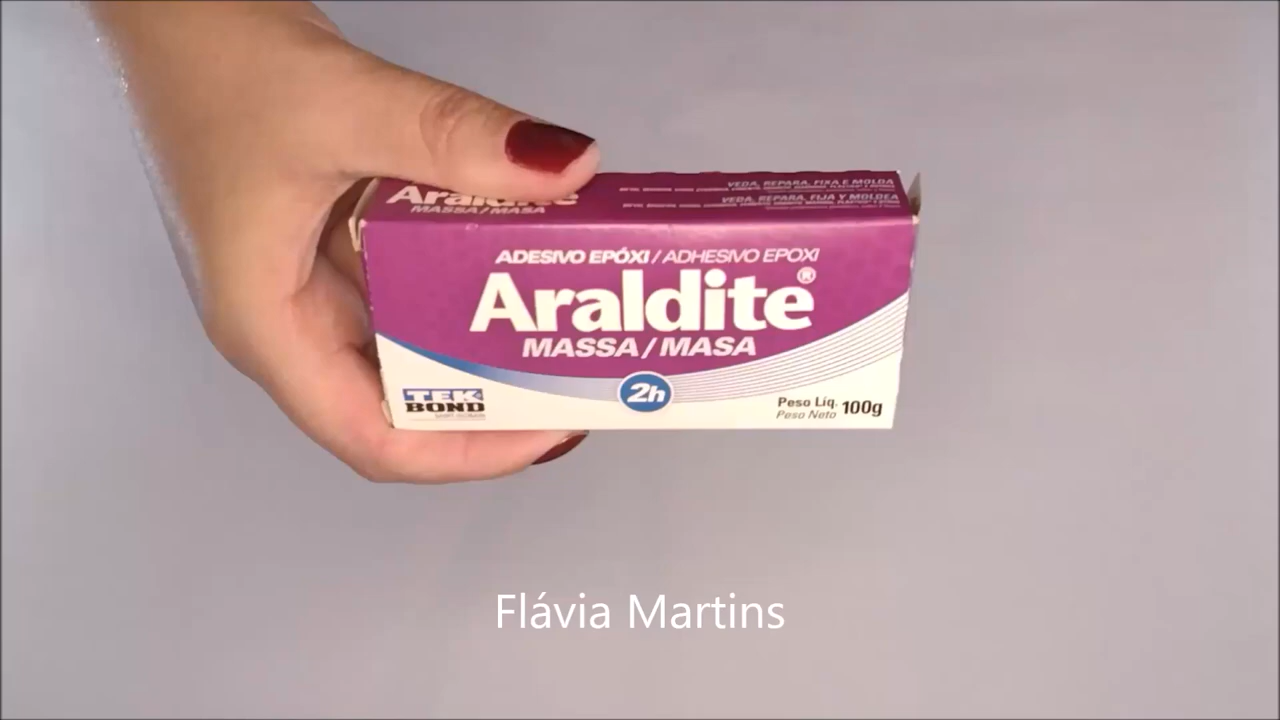 Araldite
MASSA / MASA
VEDA, REPARA, FIXA E MOLDA
VEDA, REPARA, FIJA Y MOLDEA
ADESIVO EPÓXI / ADHESIVO EPOXI
Araldite®
MASSA / MASA
2h
TEK
BOND
Peso Líq.
Peso Neto 100g
Flávia Martins